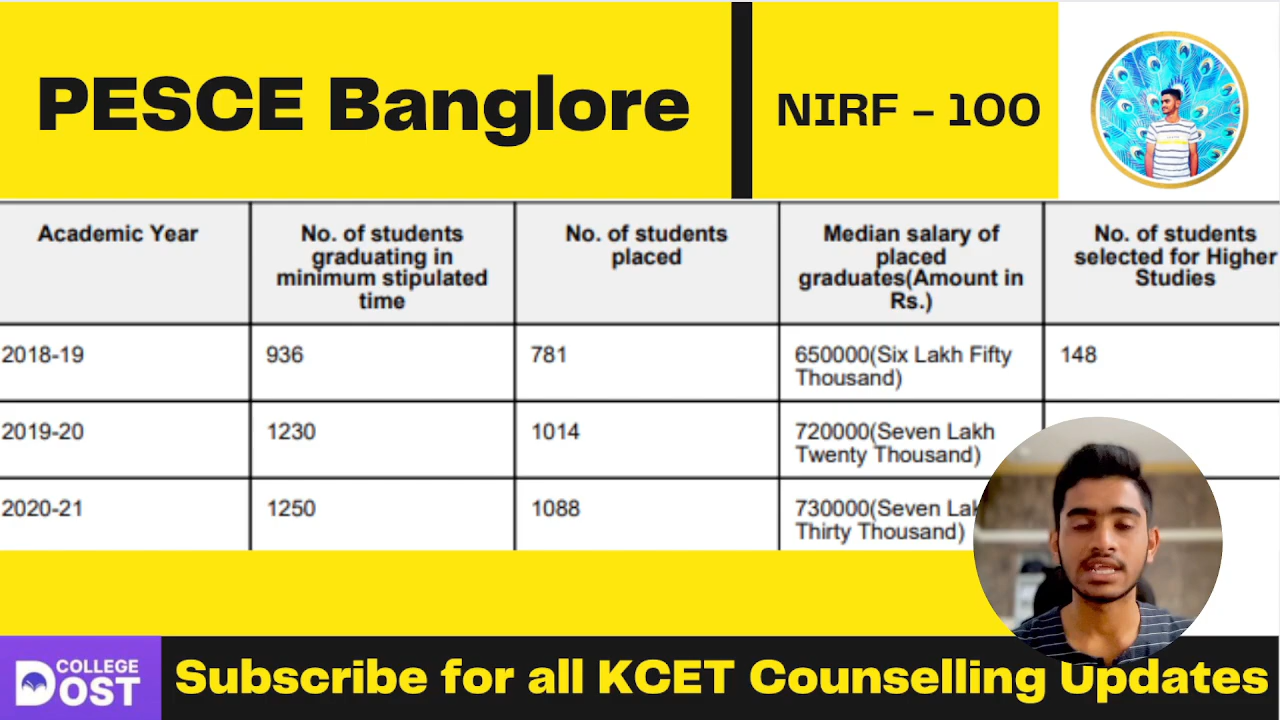 PESCE Banglore
NIRF - 100
Academic Year
No. of students
graduating in
minimum stipulated
time
No. of students
placed
Median salary of
placed
graduates(Amount in
Rs.)
No. of students
selected for Higher
Studies
2018-19
936
781
650000(Six Lakh Fifty
Thousand)
148
2019-20
1230
1014
720000(Seven Lakh
Twenty Thousand)
2020-21
1250
1088
730000(Seven
Thirty Thousand)
COLLEGE
DOST
Subscribe for all KCET Counselling Updates